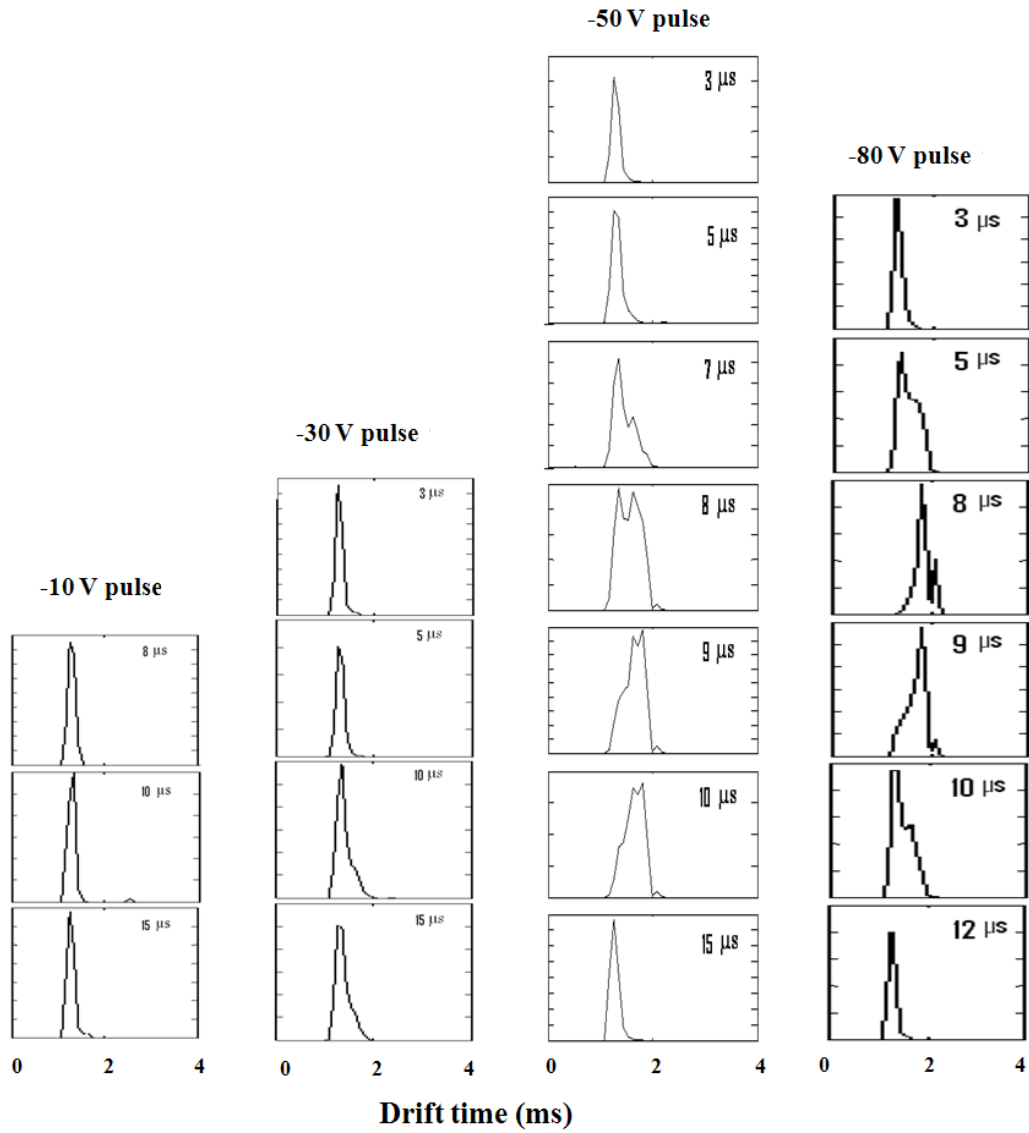 -50 V pulse
3 µs
5 µs
7 µs
8 µs
9 µs
10 µs
15 µs
-80 V pulse
3 µs
5 µs
8 µs
9 µs
10 µs
12 µs
-30 V pulse
3 µs
5 µs
10 µs
15 µs
-10 V pulse
8 µs
10 µs
15 µs
0 2 4 0 2 4 0 2 4 0 2 4
Drift time (ms)